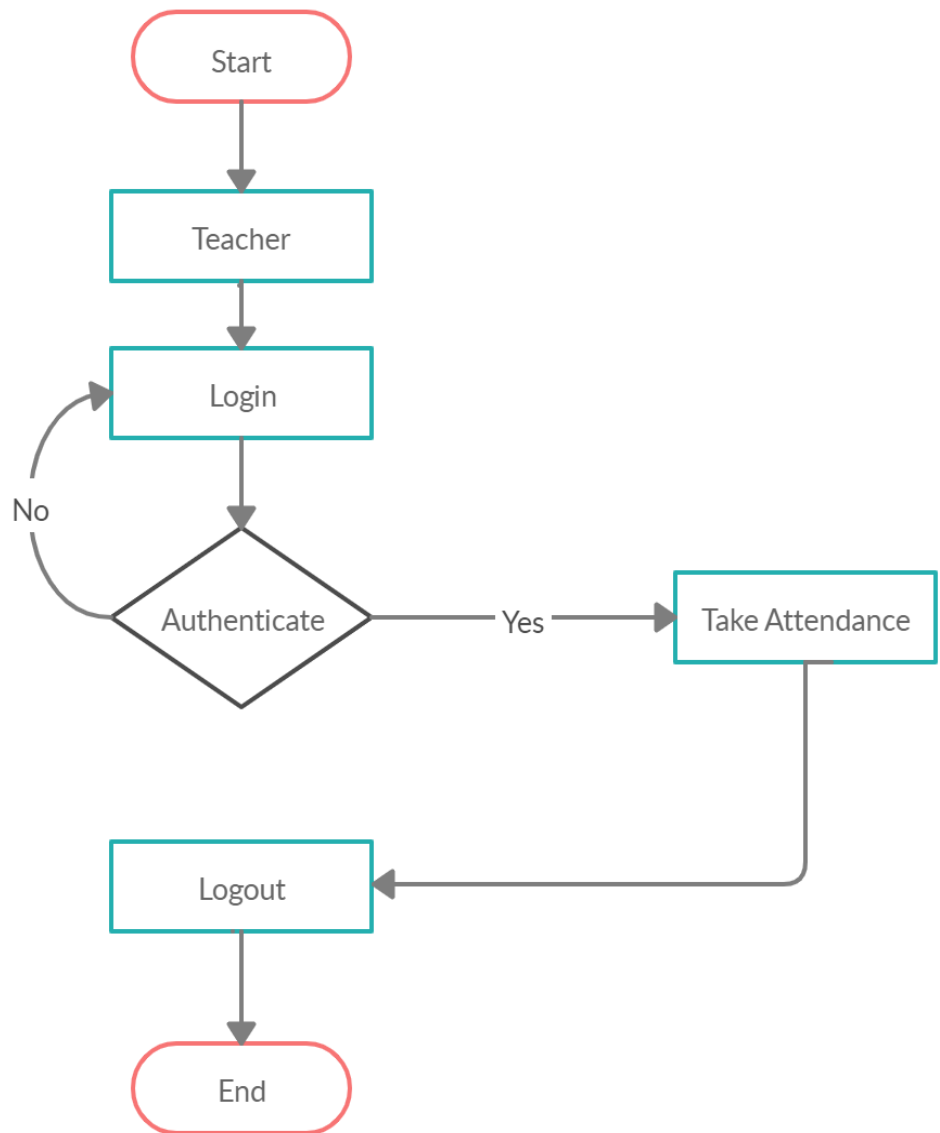 Start
Teacher
Login
No
Authenticate
Yes
Take Attendance
Logout
End